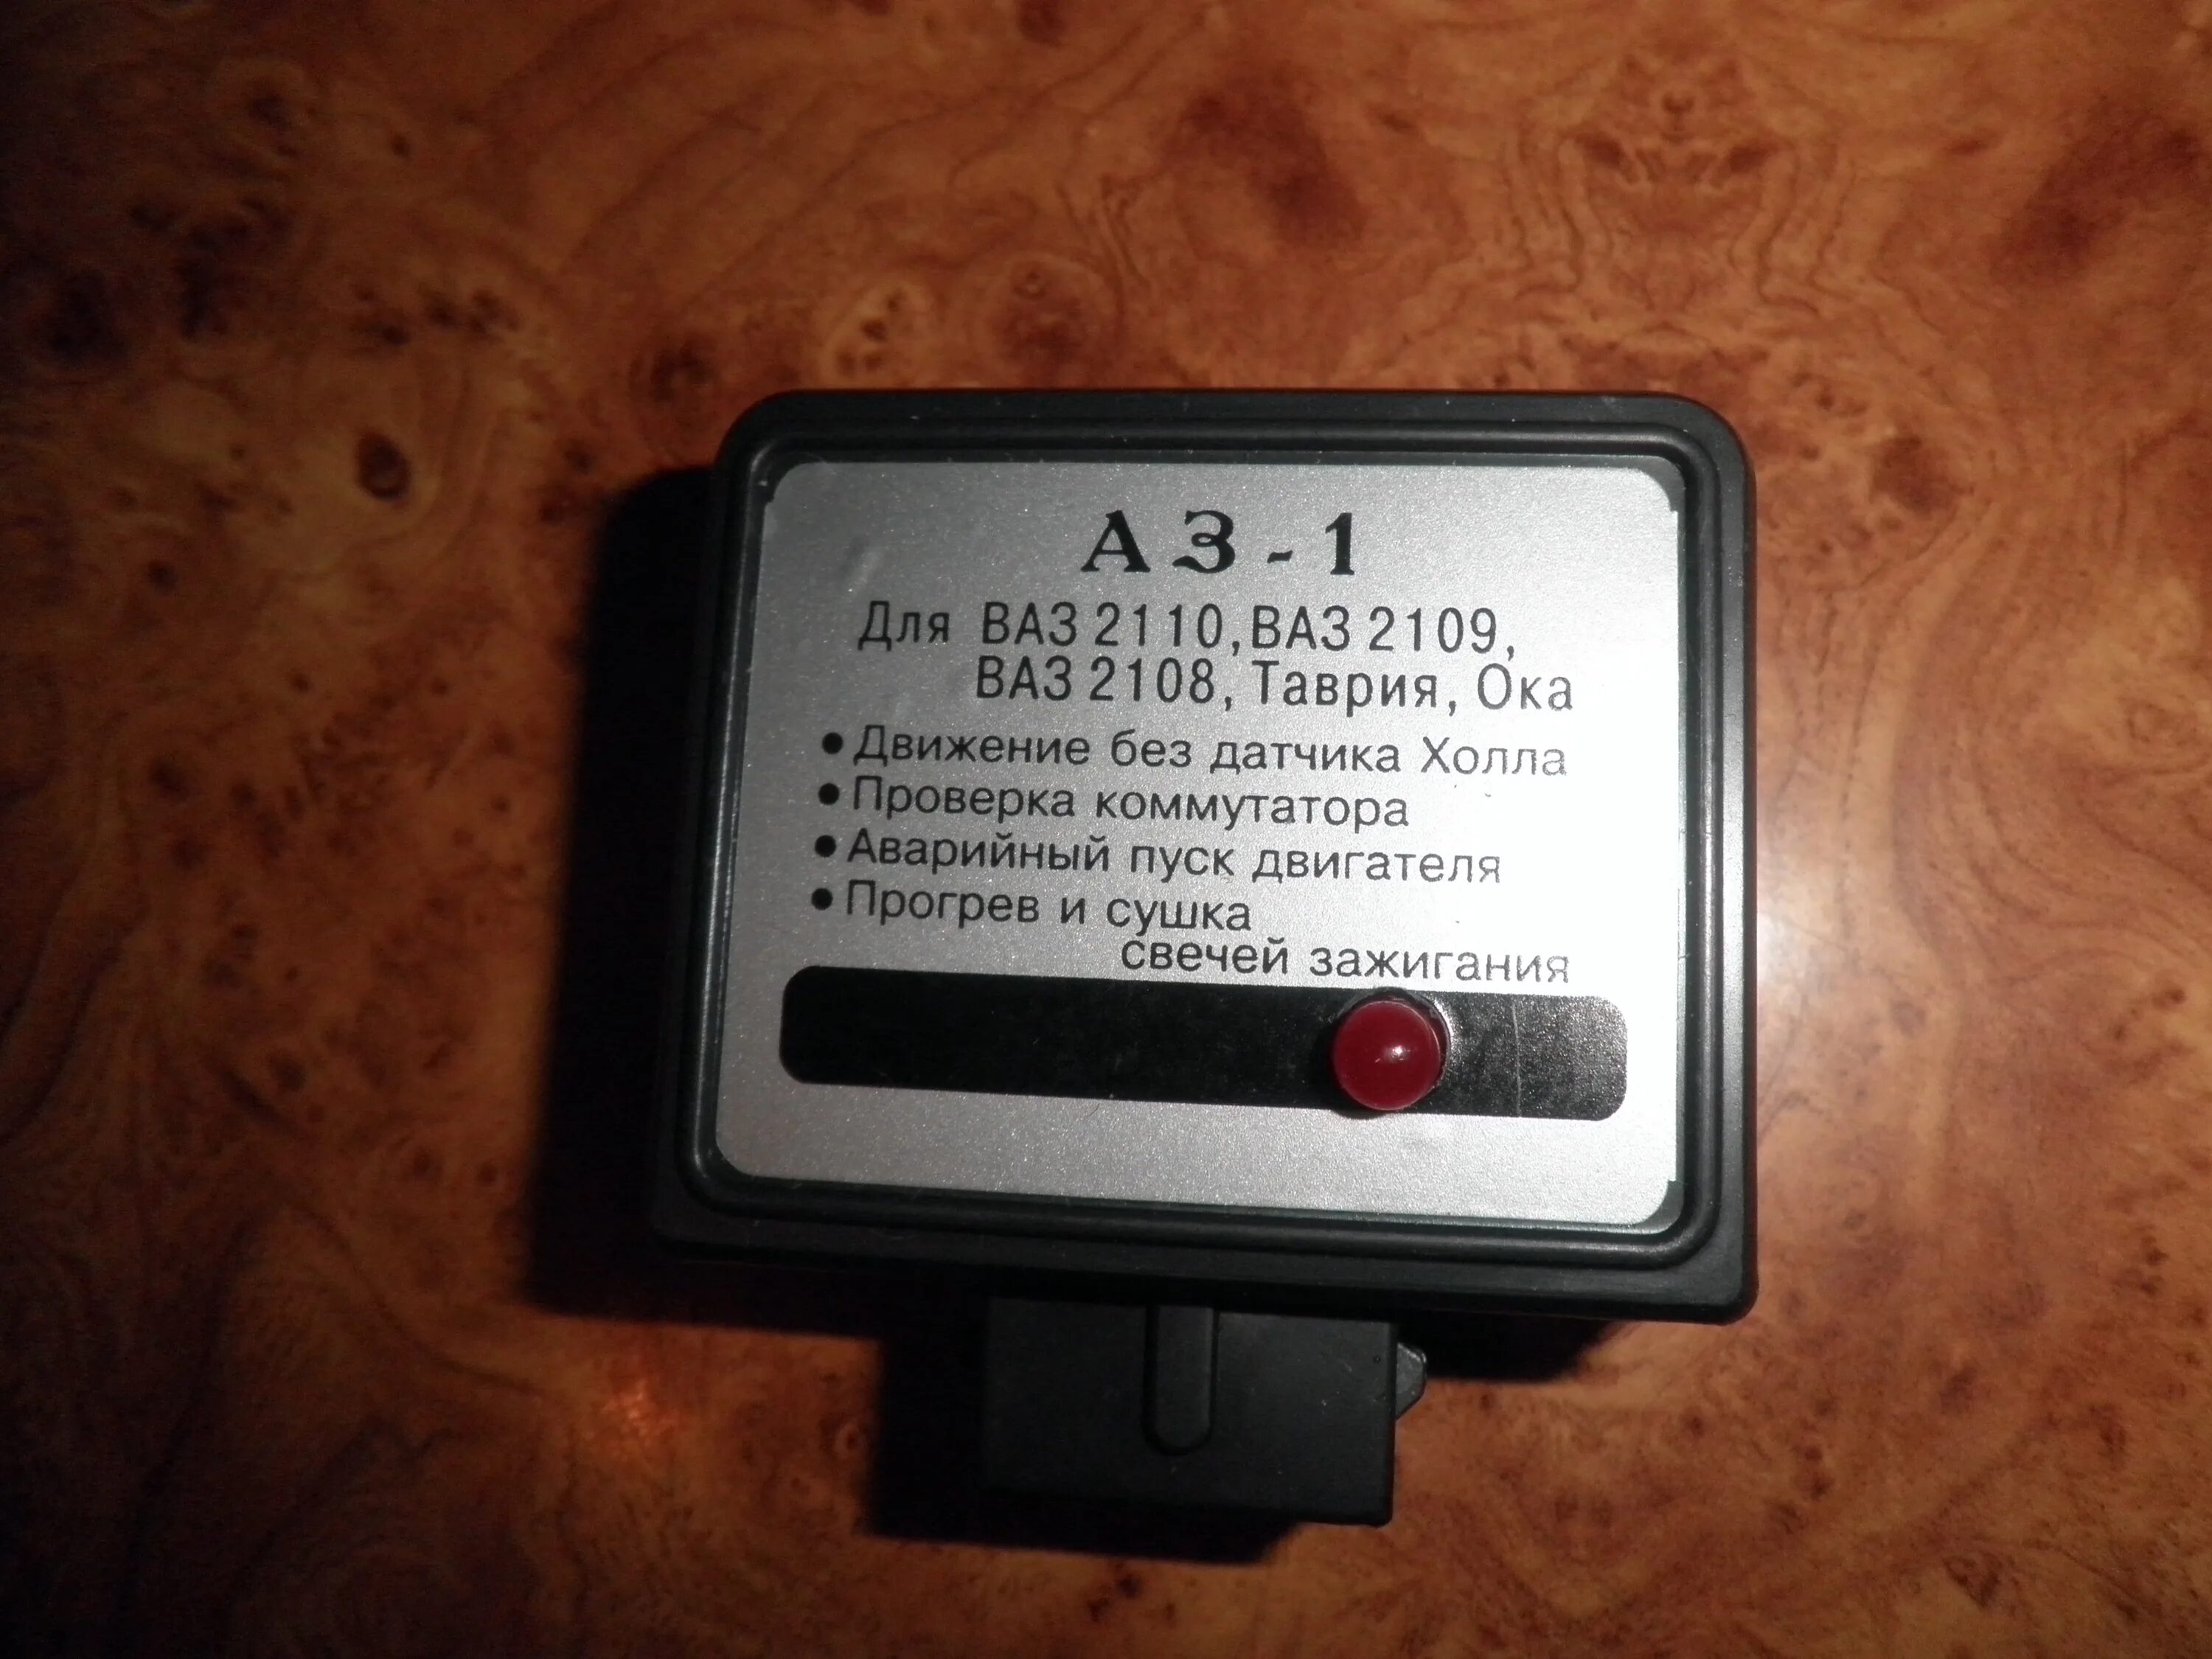 АЗ-1
Для ВАЗ 2110, ВАЗ 2109,
ВАЗ 2108, Таврия, Ока
• Движение без датчика Холла
• Проверка коммутатора
• Аварийный пуск двигателя
• Прогрев и сушка
свечей зажигания